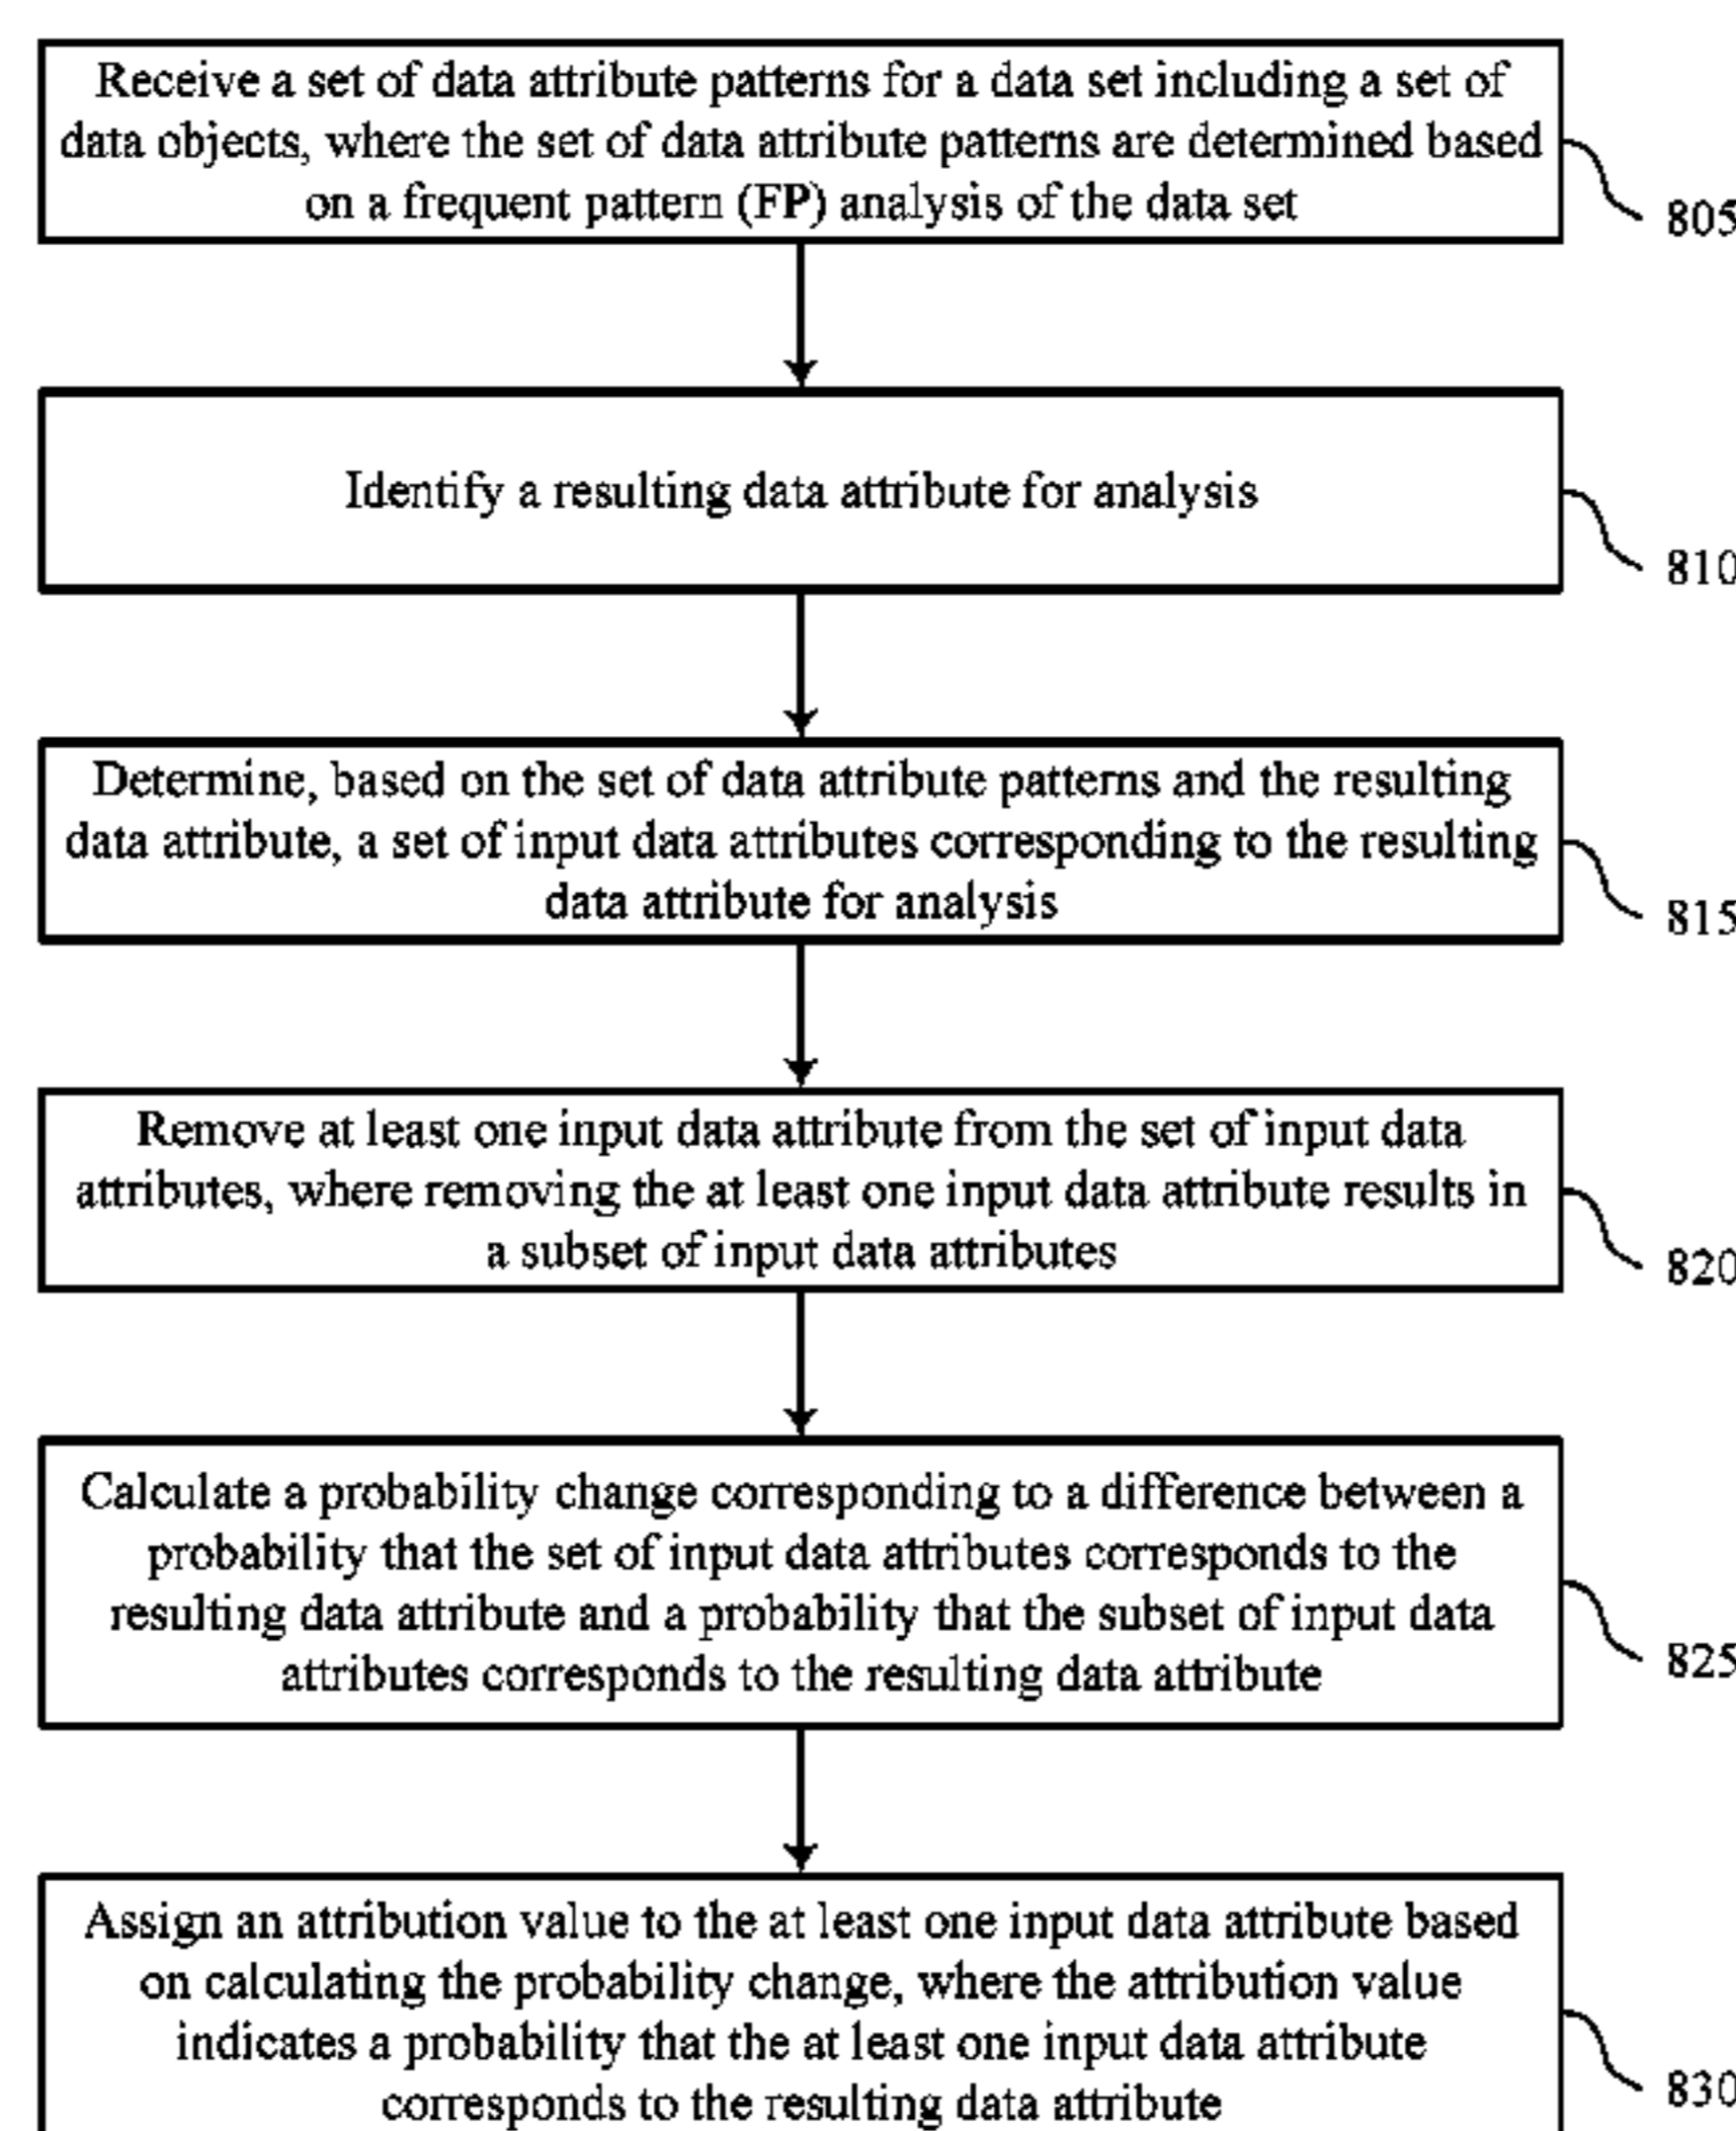 Receive a set of data attribute patterns for a data set including a set of
data objects, where the set of data attribute patterns are determined based
on a frequent pattern (FP) analysis of the data set
805
Identify a resulting data attribute for analysis
810
Determine, based on the set of data attribute patterns and the resulting
data attribute, a set of input data attributes corresponding to the resulting
data attribute for analysis
815
Remove at least one input data attribute from the set of input data
attributes, where removing the at least one input data attribute results in
a subset of input data attributes
820
Calculate a probability change corresponding to a difference between a
probability that the set of input data attributes corresponds to the
resulting data attribute and a probability that the subset of input data
attributes corresponds to the resulting data attribute
825
Assign an attribution value to the at least one input data attribute based
on calculating the probability change, where the attribution value
indicates a probability that the at least one input data attribute
corresponds to the resulting data attribute
830